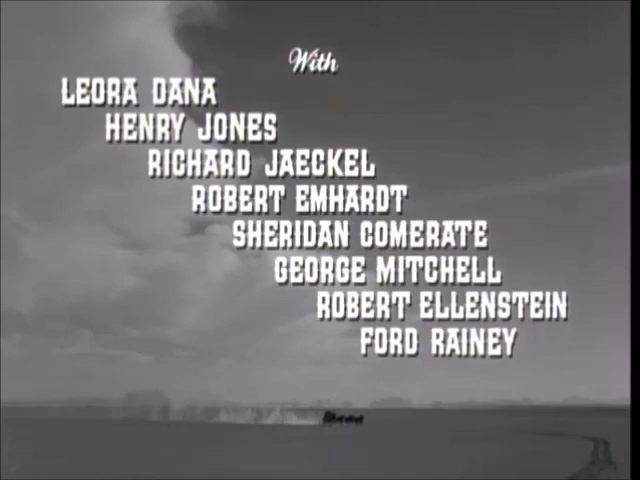 With
LEORA DANA
HENRY JONES
RICHARD JAECKEL
ROBERT EMHARDT
SHERIDAN COMERATE
GEORGE MITCHELL
ROBERT ELLENSTEIN
FORD RAINEY